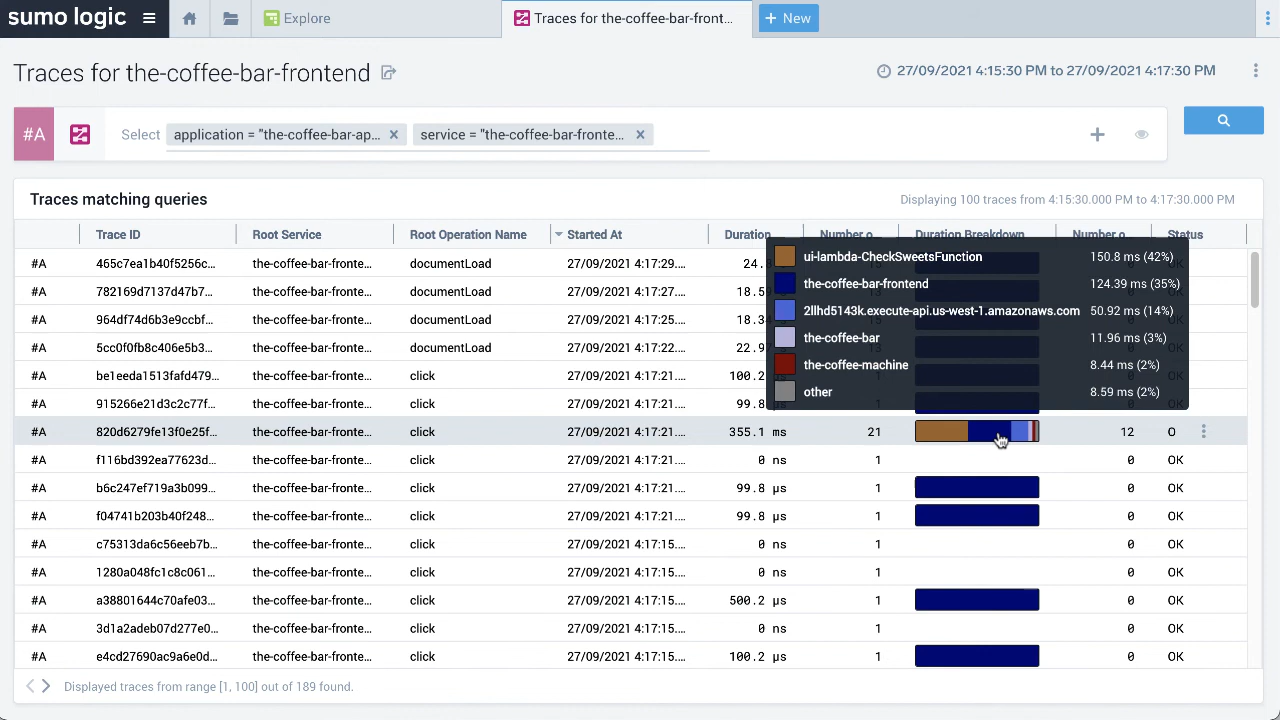 sumo logic
Explore
Traces for the-coffee-bar-front...
+ New
Traces for the-coffee-bar-frontend
27/09/2021 4:15:30 PM to 27/09/2021 4:17:30 PM
#A
Select
application = "the-coffee-bar-ap...
service = "the-coffee-bar-fronte...
Traces matching queries
Displaying 100 traces from 4:15:30.000 PM to 4:17:30.000 PM
Trace ID Root Service Root Operation Name Started At Duration Number o... Duration Breakdown Number o... Status
#A 465c7ea1b40f5256c... the-coffee-bar-fronte... documentLoad 27/09/2021 4:17:29.... 24.
#A 782169d7137d47b7... the-coffee-bar-fronte... documentLoad 27/09/2021 4:17:27.... 18.5
#A 964df74d6b3e9ccbf... the-coffee-bar-fronte... documentLoad 27/09/2021 4:17:25.... 18.3
#A 5cc0f0fb8c408e5b3... the-coffee-bar-fronte... documentLoad 27/09/2021 4:17:22.... 22.9
#A be1eeda1513fafd479... the-coffee-bar-fronte... click 27/09/2021 4:17:21.... 100.2
#A 915266e21d3c2c77f... the-coffee-bar-fronte... click 27/09/2021 4:17:21.... 99.8
ui-lambda-CheckSweetsFunction 150.8 ms (42%)
the-coffee-bar-frontend 124.39 ms (35%)
2llhd5143k.execute-api.us-west-1.amazonaws.com 50.92 ms (14%)
the-coffee-bar 11.96 ms (3%)
the-coffee-machine 8.44 ms (2%)
other 8.59 ms (2%)
#A 820d6279fe13f0e25f... the-coffee-bar-fronte... click 27/09/2021 4:17:21.... 355.1 ms 21 12 O
#A f116bd392ea77623d... the-coffee-bar-fronte... click 27/09/2021 4:17:21.... 0 ns 1 0 OK
#A b6c247ef719a3b099... the-coffee-bar-fronte... click 27/09/2021 4:17:21.... 99.8 µs 1 0 OK
#A f04741b203b40f248... the-coffee-bar-fronte... click 27/09/2021 4:17:21.... 99.8 µs 1 0 OK
#A c75313da6c56eeb7b... the-coffee-bar-fronte... click 27/09/2021 4:17:15.... 0 ns 1 0 OK
#A 1280a048fc1c8c061... the-coffee-bar-fronte... click 27/09/2021 4:17:15.... 0 ns 1 0 OK
#A a38801644c70afe03... the-coffee-bar-fronte... click 27/09/2021 4:17:15.... 500.2 µs 1 0 OK
#A 3d1a2adeb07d277e0... the-coffee-bar-fronte... click 27/09/2021 4:17:15.... 0 ns 1 0 OK
#A e4cd27690ac9a6e0d... the-coffee-bar-fronte... click 27/09/2021 4:17:15.... 100.2 µs 1 0 OK
Displayed traces from range [1, 100] out of 189 found.